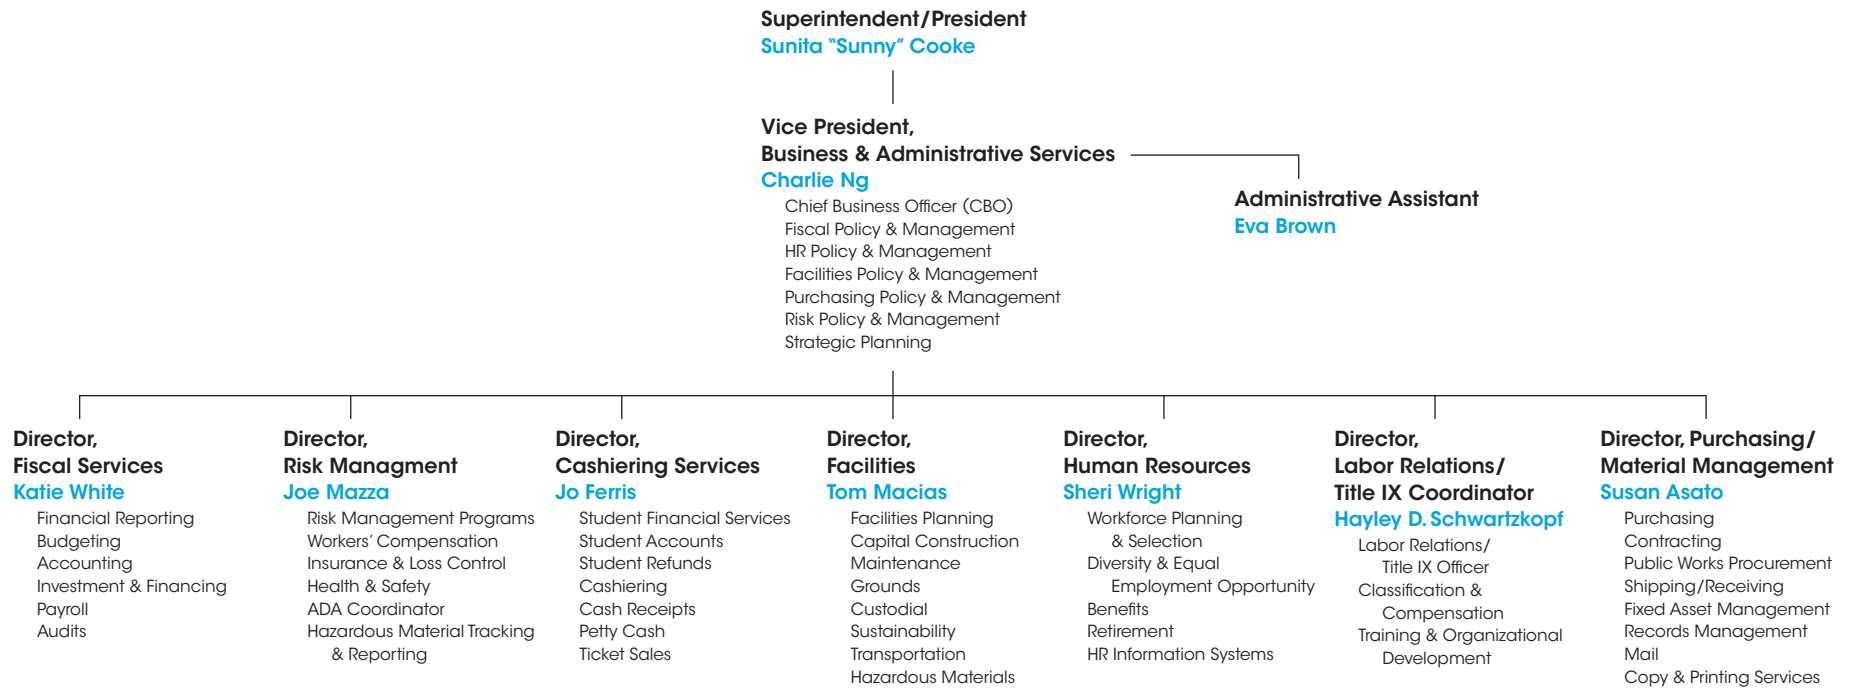 Superintendent/President
Sunita “Sunny” Cooke
Vice President,
Business & Administrative Services
Charlie Ng
Chief Business Officer (CBO)
Fiscal Policy & Management
HR Policy & Management
Facilities Policy & Management
Purchasing Policy & Management
Risk Policy & Management
Strategic Planning
Administrative Assistant
Eva Brown
Director,
Fiscal Services
Katie White
Financial Reporting
Budgeting
Accounting
Investment & Financing
Payroll
Audits
Director,
Risk Managment
Joe Mazza
Risk Management Programs
Workers’ Compensation
Insurance & Loss Control
Health & Safety
ADA Coordinator
Hazardous Material Tracking
& Reporting
Director,
Cashiering Services
Jo Ferris
Student Financial Services
Student Accounts
Student Refunds
Cashiering
Cash Receipts
Petty Cash
Ticket Sales
Director,
Facilities
Tom Macias
Facilities Planning
Capital Construction
Maintenance
Grounds
Custodial
Sustainability
Transportation
Hazardous Materials
Director,
Human Resources
Sheri Wright
Workforce Planning
& Selection
Diversity & Equal
Employment Opportunity
Benefits
Retirement
HR Information Systems
Director,
Labor Relations/
Title IX Coordinator
Hayley D. Schwartzkopf
Labor Relations/
Title IX Officer
Classification &
Compensation
Training & Organizational
Development
Director, Purchasing/
Material Management
Susan Asato
Purchasing
Contracting
Public Works Procurement
Shipping/Receiving
Fixed Asset Management
Records Management
Mail
Copy & Printing Services